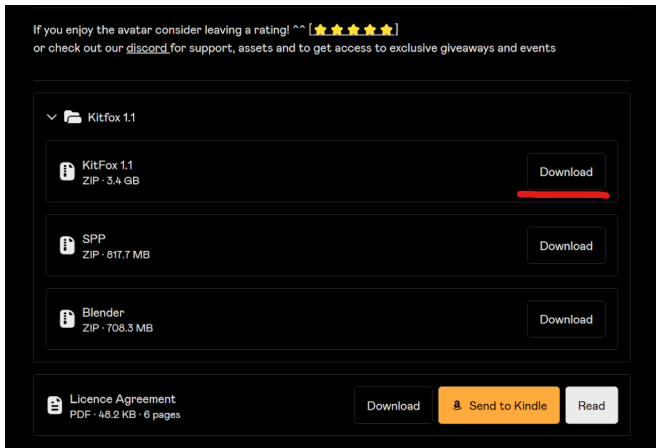 If you enjoy the avatar consider leaving a rating! ^^ [⭐⭐⭐⭐⭐]
or check out our discord for support, assets and to get access to exclusive giveaways and events
Kitfox 1.1
KitFox 1.1
ZIP · 3.4 GB
Download
SPP
ZIP · 817.7 MB
Download
Blender
ZIP · 708.3 MB
Download
Licence Agreement
PDF · 48.2 KB · 6 pages
Download
Send to Kindle
Read